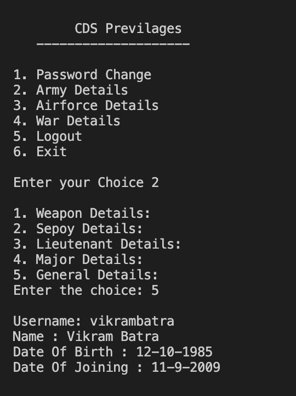 CDS Previlages
--------------------
1. Password Change
2. Army Details
3. Airforce Details
4. War Details
5. Logout
6. Exit
Enter your Choice 2
1. Weapon Details:
2. Sepoy Details:
3. Lieutenant Details:
4. Major Details:
5. General Details:
Enter the choice: 5
Username: vikrambatra
Name : Vikram Batra
Date Of Birth : 12-10-1985
Date Of Joining : 11-9-2009